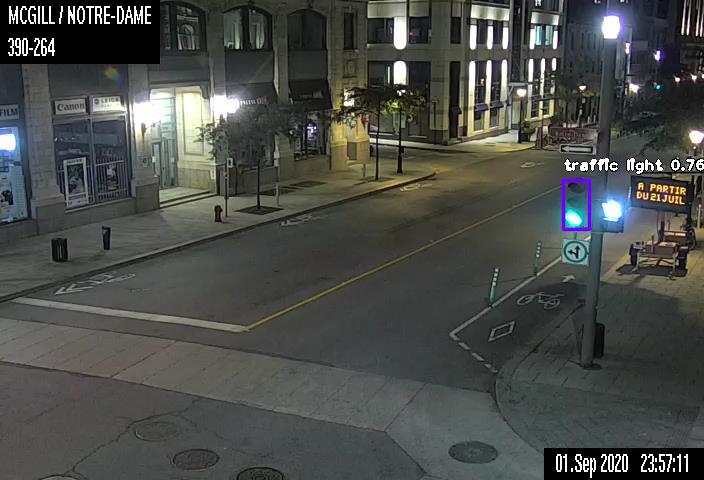 MCGILL / NOTRE-DAME
390-264
FILM
Canon
traffic light 0.76
A PARTIR
DU 21 JUIL
01.Sep 2020 23:57:11